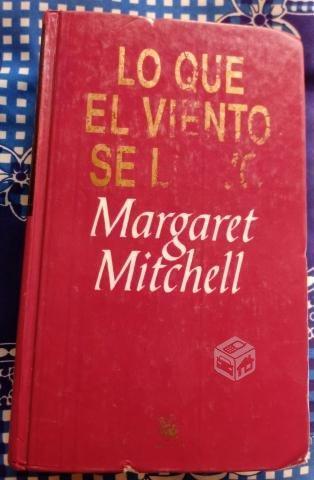 LO QUE
EL VIENTO
SE
Margaret
Mitchell